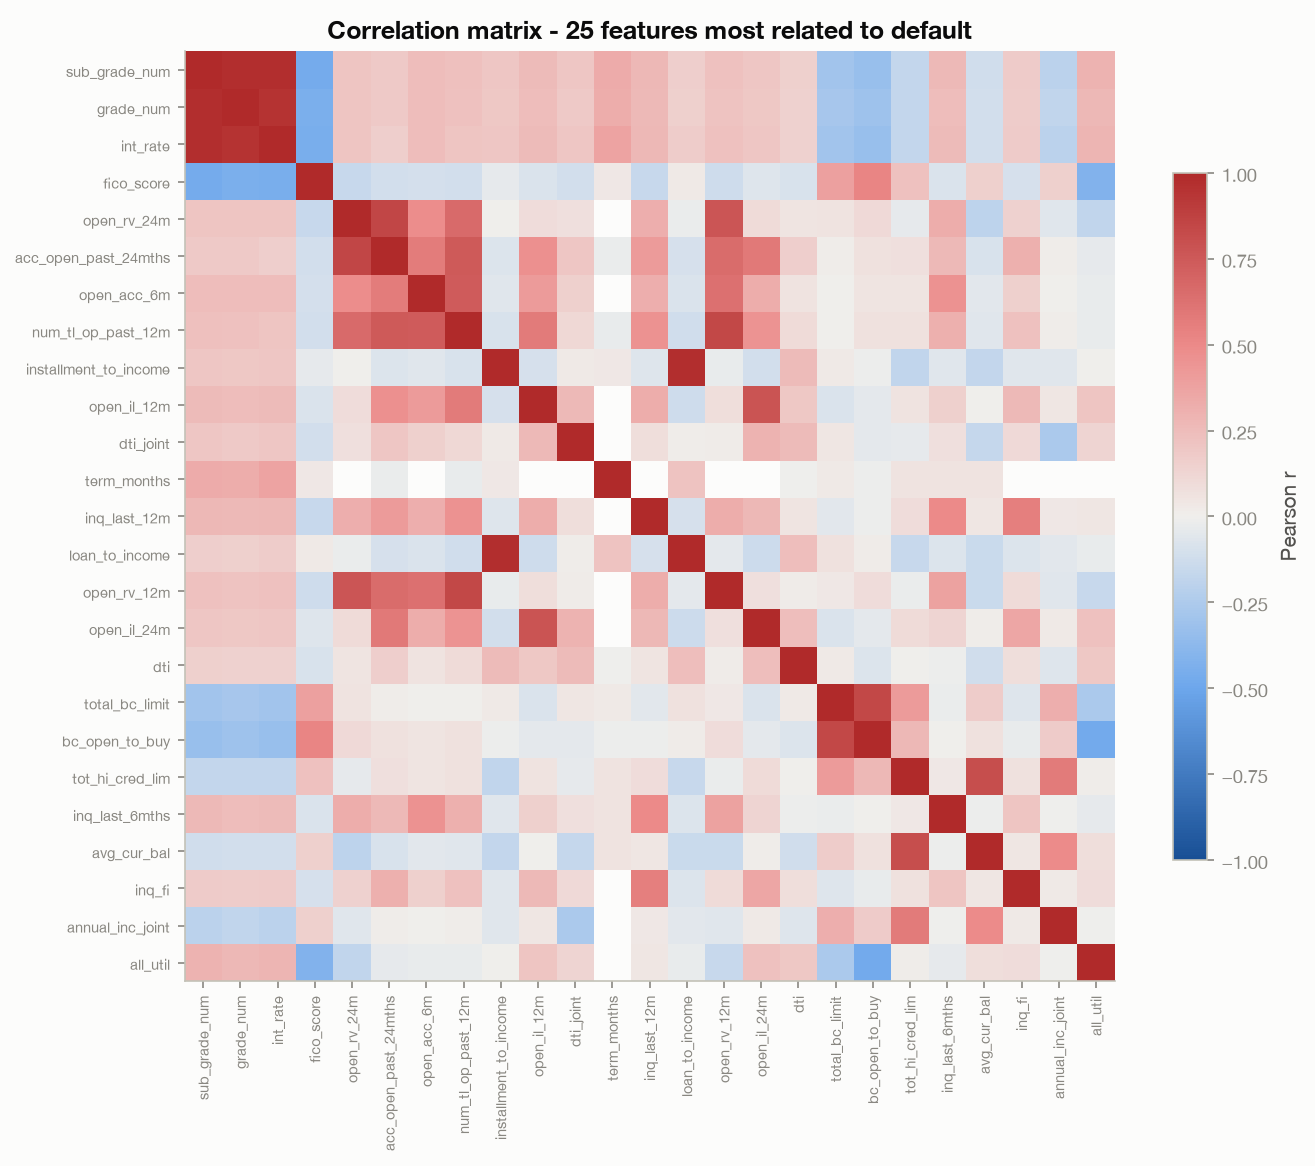 Correlation matrix - 25 features most related to default
sub_grade_num
grade_num
int_rate
fico_score
open_rv_24m
acc_open_past_24mths
open_acc_6m
num_tl_op_past_12m
installment_to_income
open_il_12m
dti_joint
term_months
inq_last_12m
loan_to_income
open_rv_12m
open_il_24m
dti
total_bc_limit
bc_open_to_buy
tot_hi_cred_lim
inq_last_6mths
avg_cur_bal
inq_fi
annual_inc_joint
all_util
sub_grade_num
grade_num
int_rate
fico_score
open_rv_24m
acc_open_past_24mths
open_acc_6m
num_tl_op_past_12m
installment_to_income
open_il_12m
dti_joint
term_months
inq_last_12m
loan_to_income
open_rv_12m
open_il_24m
dti
total_bc_limit
bc_open_to_buy
tot_hi_cred_lim
inq_last_6mths
avg_cur_bal
inq_fi
annual_inc_joint
all_util
1.00
0.75
0.50
0.25
0.00
−0.25
−0.50
−0.75
−1.00
Pearson r